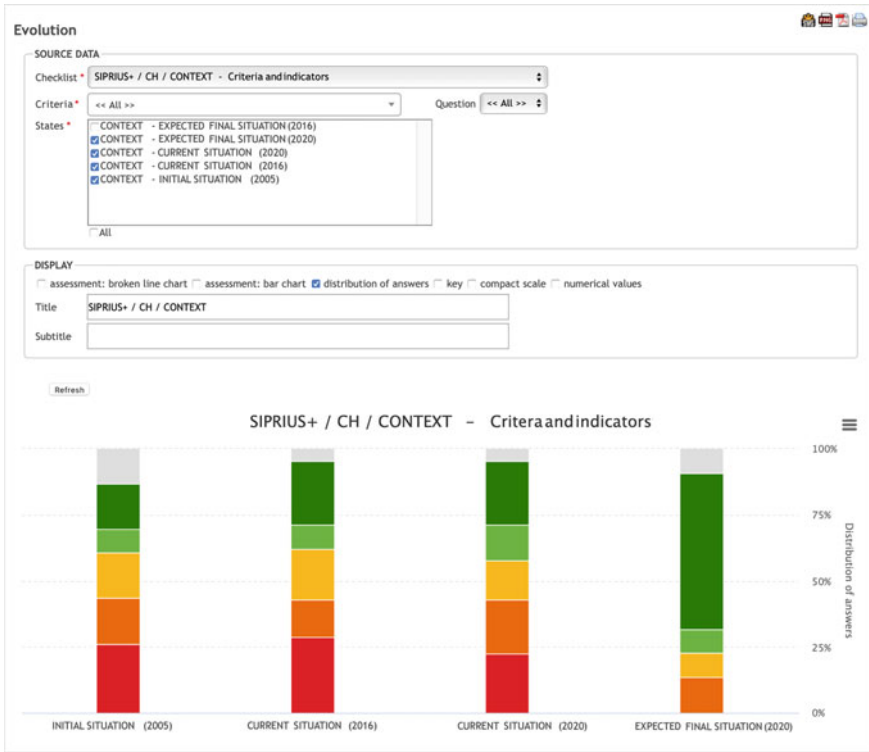 Evolution
SOURCE DATA
Checklist * SIPRIUS+ / CH / CONTEXT - Criteria and indicators
Criteria * << All >> Question << All >>
States * CONTEXT - EXPECTED FINAL SITUATION (2016)
CONTEXT - EXPECTED FINAL SITUATION (2020)
CONTEXT - CURRENT SITUATION (2020)
CONTEXT - CURRENT SITUATION (2016)
CONTEXT - INITIAL SITUATION (2005)
All
DISPLAY
assessment: broken line chart assessment: bar chart distribution of answers key compact scale numerical values
Title SIPRIUS+ / CH / CONTEXT
Subtitle
Refresh
SIPRIUS+ / CH / CONTEXT - Critera and indicators
100%
75%
50%
25%
0%
Distribution of answers
INITIAL SITUATION (2005) CURRENT SITUATION (2016) CURRENT SITUATION (2020) EXPECTED FINAL SITUATION (2020)